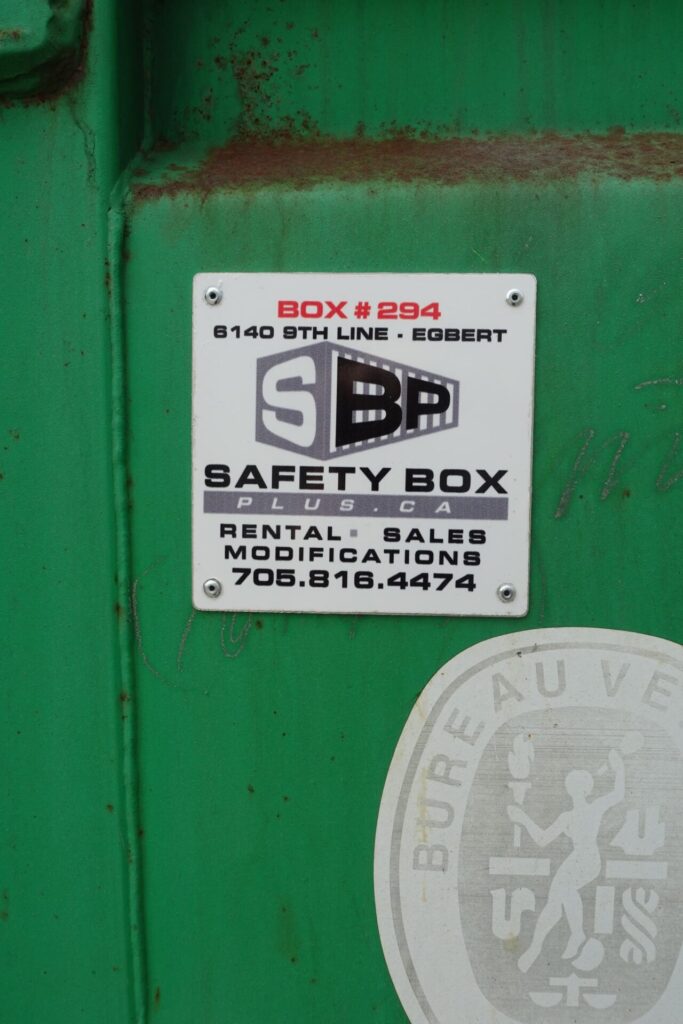 BOX # 294
6140 9TH LINE - EGBERT
SBP
SAFETY BOX
PLUS.CA
RENTAL ▪ SALES
MODIFICATIONS
705.816.4474
BUREAU VE